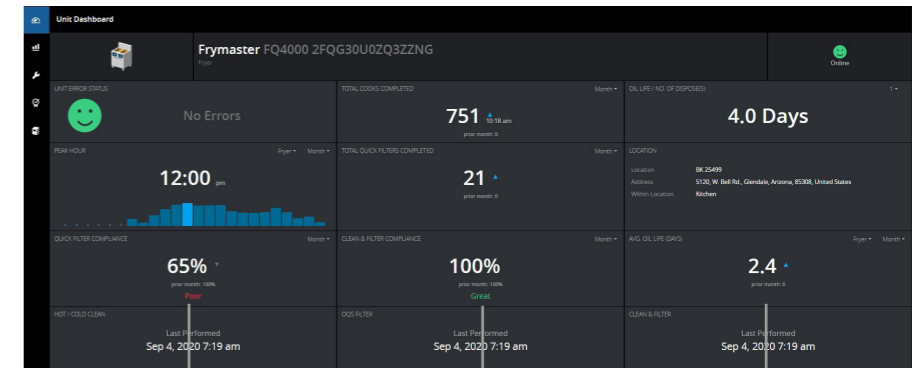 Unit Dashboard
Frymaster FQ4000 2FQG30U0ZQ3ZZNG
Fryer
Online
UNIT ERROR STATUS
No Errors
TOTAL COOKS COMPLETED
Month
751
10:18 am
prior month: 0
OIL LIFE / NO. OF DISPOSE(S)
1
4.0 Days
PEAK HOUR
Fryer Month
12:00 pm
TOTAL QUICK FILTERS COMPLETED
Month
21
prior month: 0
LOCATION
Location BK 25499
Address 5120, W. Bell Rd., Glendale, Arizona, 85308, United States
Within Location Kitchen
QUICK FILTER COMPLIANCE
Month
65%
prior month: 100%
Poor
CLEAN & FILTER COMPLIANCE
Month
100%
prior month: 100%
Great
AVG. OIL LIFE (DAYS)
Fryer Month
2.4
prior month: 0
HOT / COLD CLEAN
Last Performed
Sep 4, 2020 7:19 am
OQS FILTER
Last Performed
Sep 4, 2020 7:19 am
CLEAN & FILTER
Last Performed
Sep 4, 2020 7:19 am